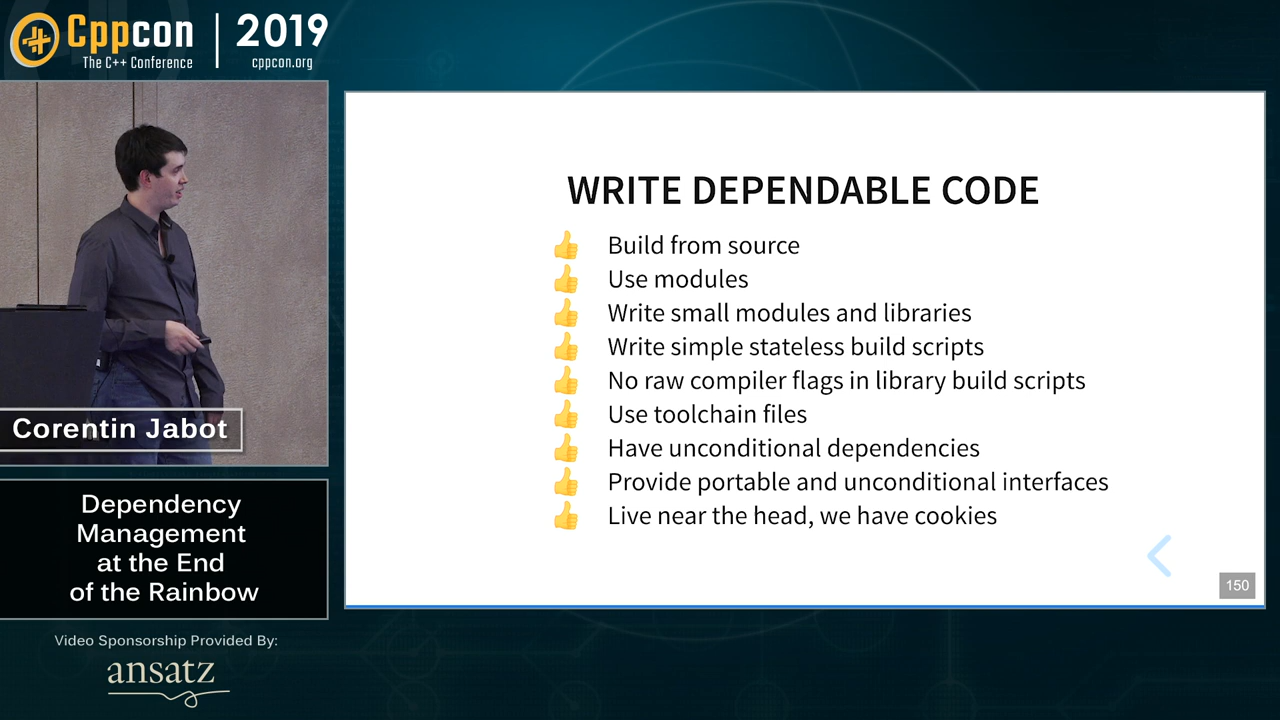 Cppcon
The C++ Conference
2019
cppcon.org
WRITE DEPENDABLE CODE
Build from source
Use modules
Write small modules and libraries
Write simple stateless build scripts
No raw compiler flags in library build scripts
Use toolchain files
Have unconditional dependencies
Provide portable and unconditional interfaces
Live near the head, we have cookies
150
Corentin Jabot
Dependency
Management
at the End
of the Rainbow
Video Sponsorship Provided By:
ansatz